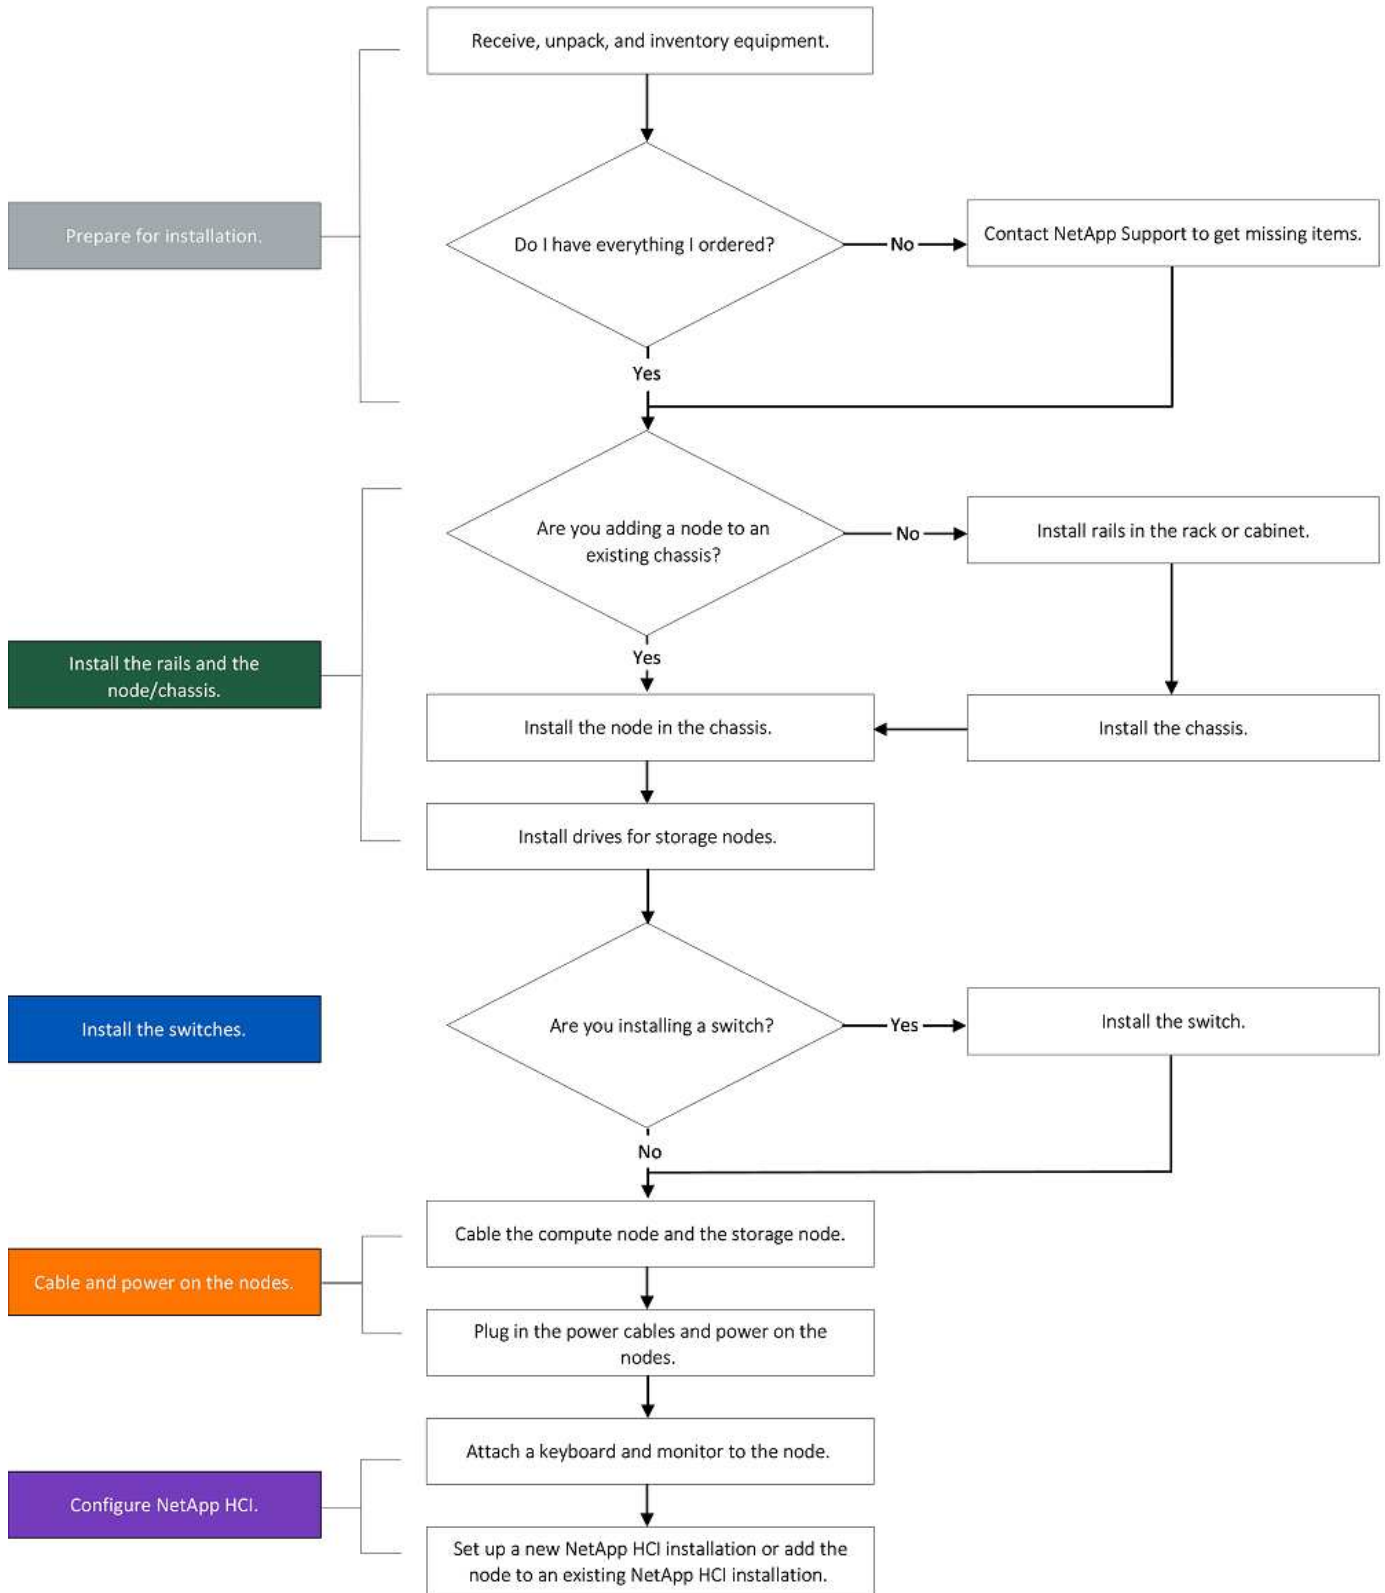 Receive, unpack, and inventory equipment.
Prepare for installation.
Do I have everything I ordered?
No
Contact NetApp Support to get missing items.
Yes
Are you adding a node to an
existing chassis?
No
Install rails in the rack or cabinet.
Yes
Install the rails and the
node/chassis.
Install the node in the chassis.
Install the chassis.
Install drives for storage nodes.
Install the switches.
Are you installing a switch?
Yes
Install the switch.
No
Cable the compute node and the storage node.
Cable and power on the nodes.
Plug in the power cables and power on the
nodes.
Attach a keyboard and monitor to the node.
Configure NetApp HCI.
Set up a new NetApp HCI installation or add the
node to an existing NetApp HCI installation.